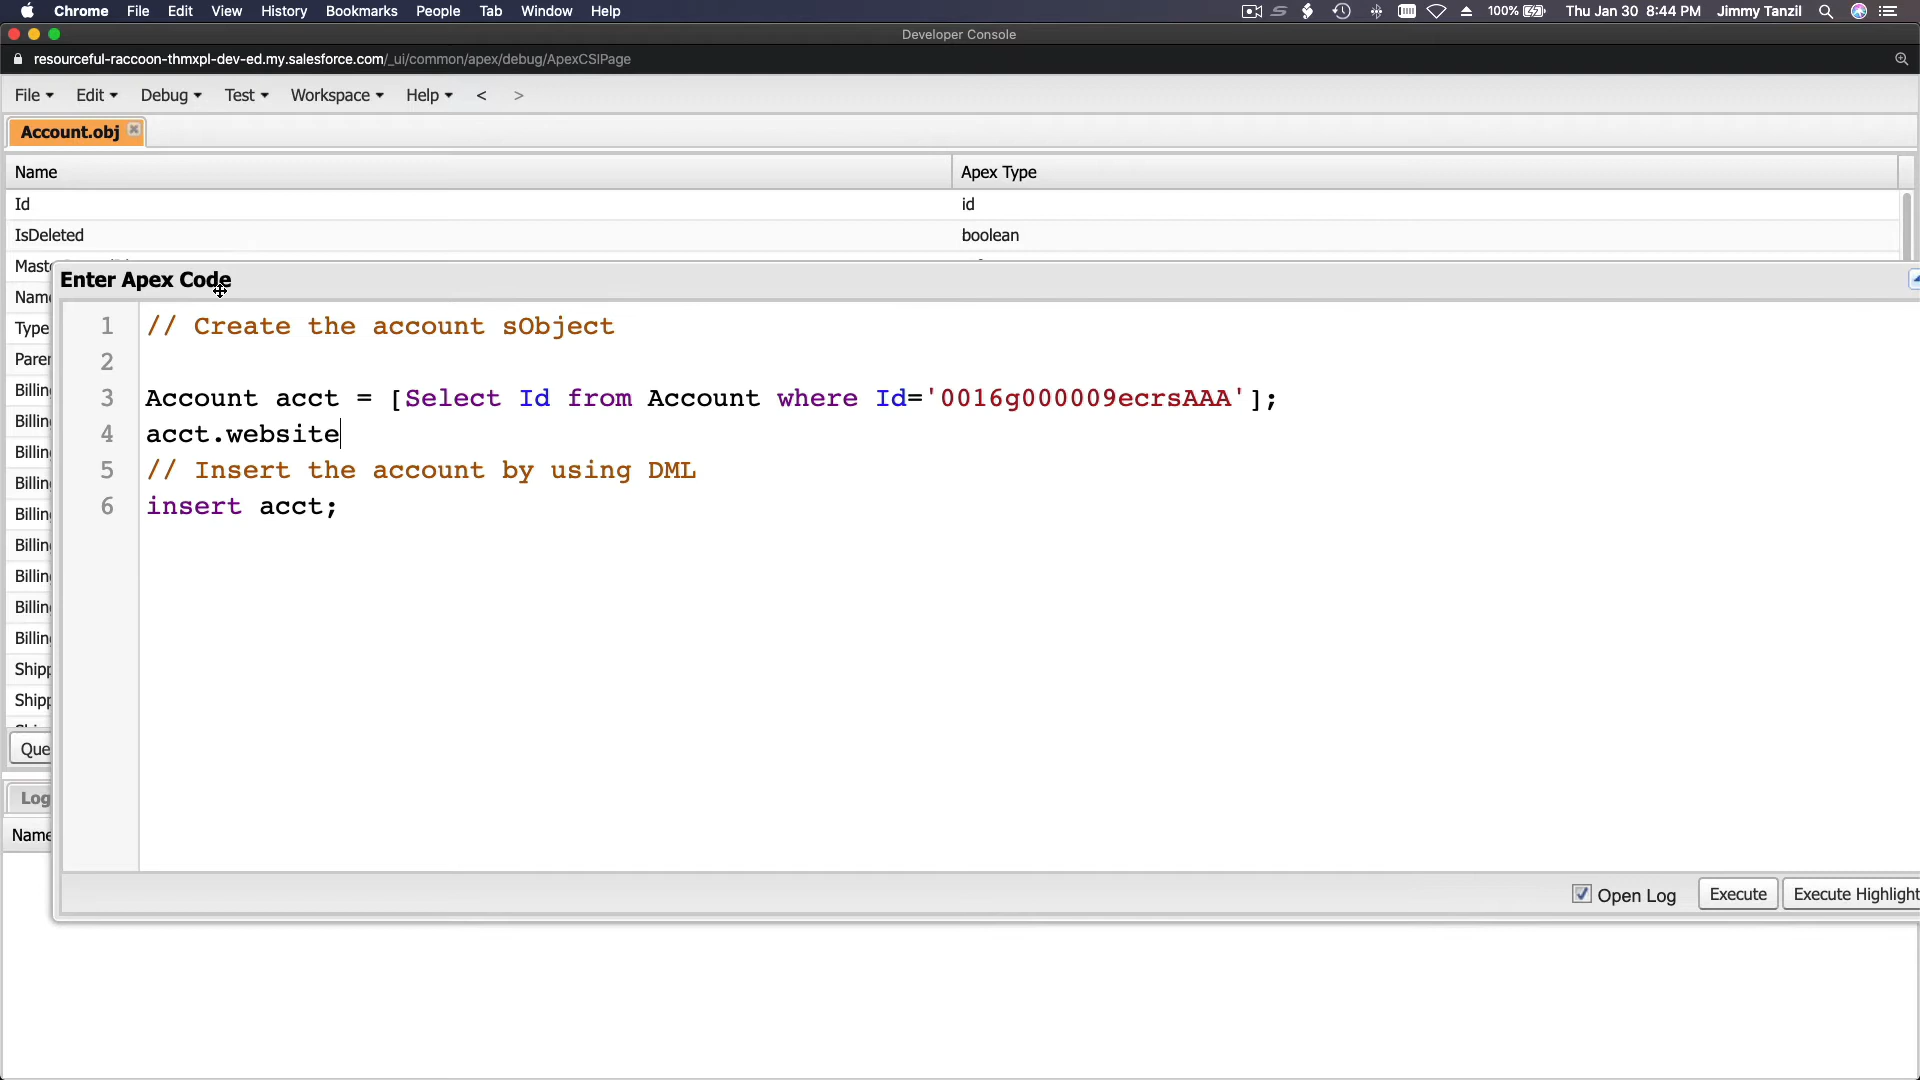 Chrome File Edit View History Bookmarks People Tab Window Help 100% Thu Jan 30 8:44 PM Jimmy Tanzil
Developer Console
resourceful-raccoon-thmxpl-dev-ed.my.salesforce.com/_ui/common/apex/debug/ApexCSIPage
File Edit Debug Test Workspace Help < >
Account.obj
Name Apex Type
Id id
IsDeleted boolean
Enter Apex Code
1 // Create the account sObject
2
3 Account acct = [Select Id from Account where Id='0016g000009ecrsAAA'];
4 acct.website
5 // Insert the account by using DML
6 insert acct;
Name
Type
Paren
Billin
Billin
Billin
Billin
Billin
Billin
Billin
Billin
Billin
Shipp
Shipp
Que
Log
Name
Open Log Execute Execute Highlight